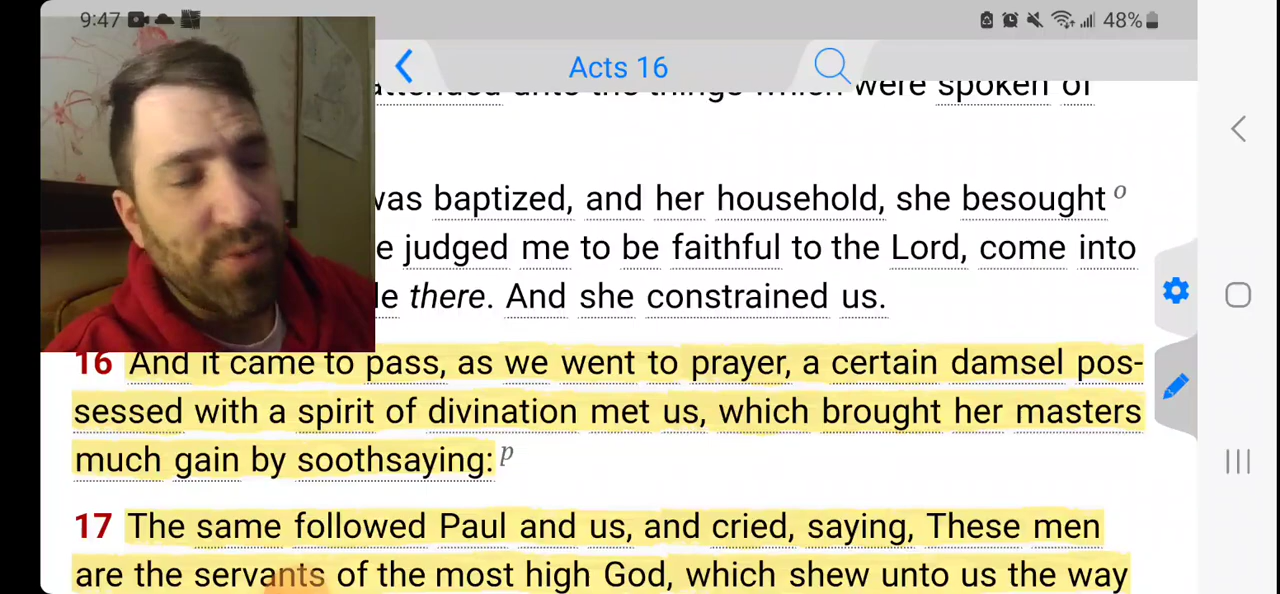 9:47 48%
Acts 16
attended unto the things which were spoken of
was baptized, and her household, she besought o
judged me to be faithful to the Lord, come into
there. And she constrained us.
16 And it came to pass, as we went to prayer, a certain damsel pos-
sessed with a spirit of divination met us, which brought her masters
much gain by soothsaying: p
17 The same followed Paul and us, and cried, saying, These men
are the servants of the most high God, which shew unto us the way